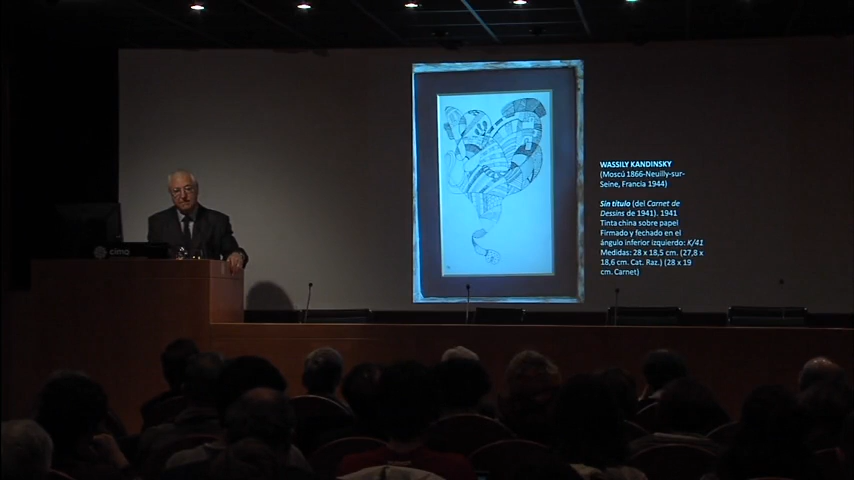 WASSILY KANDINSKY
(Moscú 1866-Neuilly-sur-
Seine, Francia 1944)
Sin título (del Carnet de
Dessins de 1941). 1941
Tinta china sobre papel
Firmado y fechado en el
ángulo inferior izquierdo: K/41
Medidas: 28 x 18,5 cm. (27,8 x
18,6 cm. Cat. Raz.) (28 x 19
cm. Carnet)